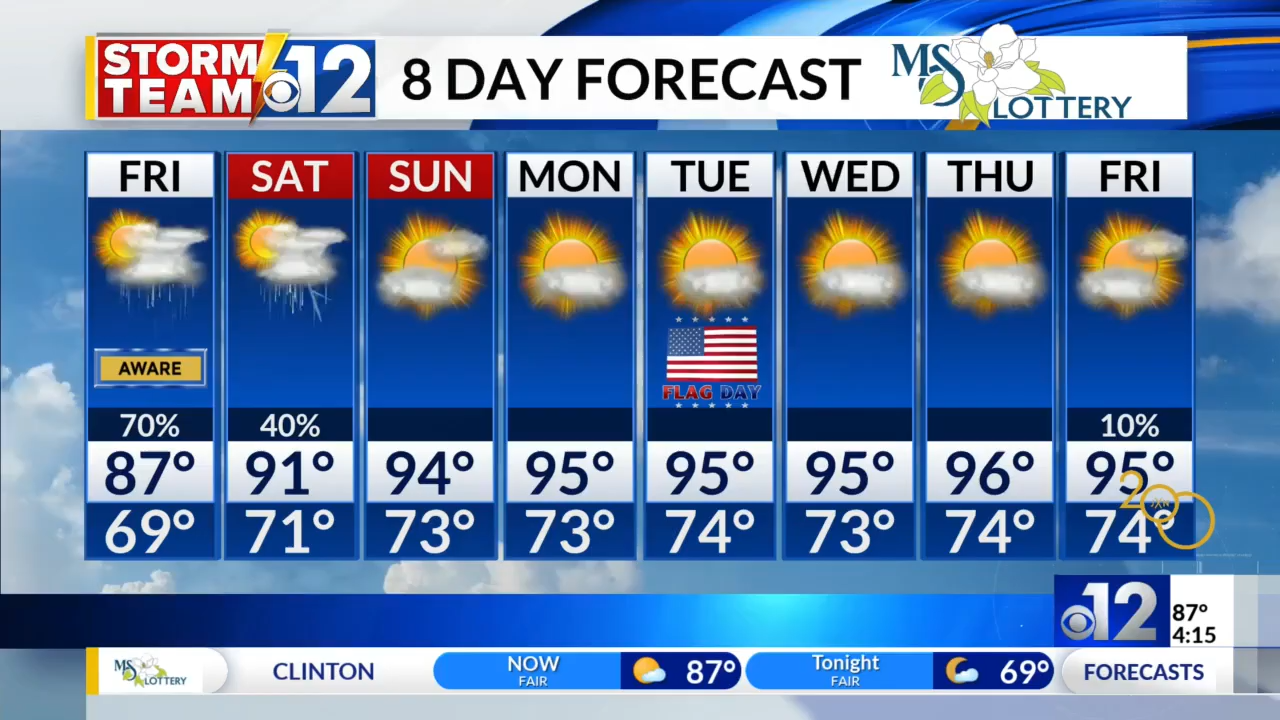 STORM TEAM 12
8 DAY FORECAST
MS LOTTERY
FRI SAT SUN MON TUE WED THU FRI
AWARE
FLAG DAY
70% 40% 10%
87° 91° 94° 95° 95° 95° 96° 95°
69° 71° 73° 73° 74° 73° 74° 74°
200
JXN
12
87°
4:15
MS LOTTERY
CLINTON
NOW
FAIR
87°
Tonight
FAIR
69°
FORECASTS